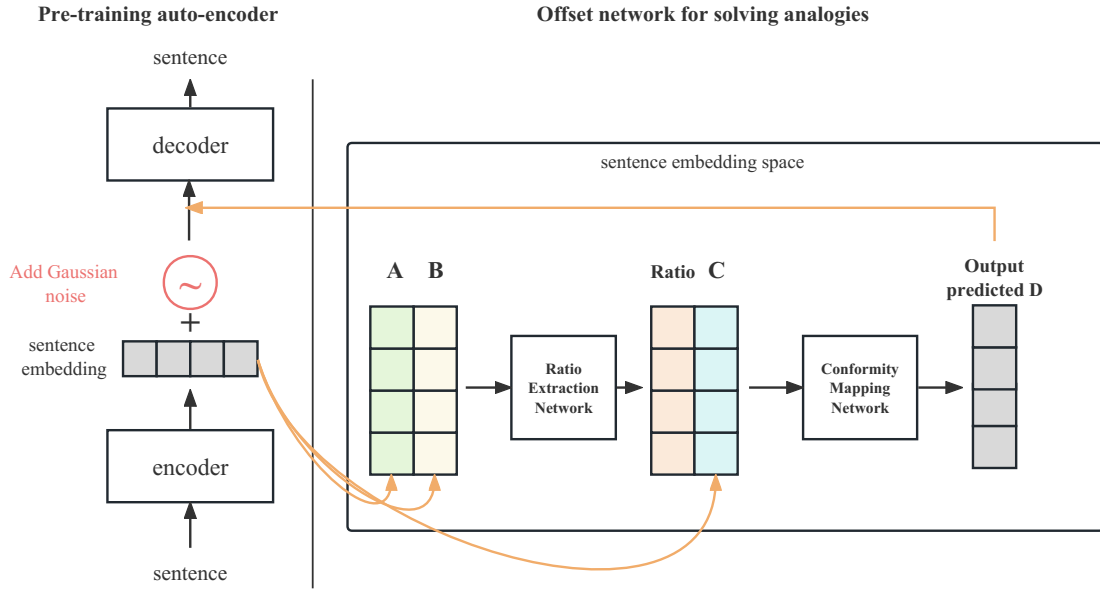 Pre-training auto-encoder
Offset network for solving analogies
sentence
decoder
Add Gaussian
noise
~
+
sentence
embedding
encoder
sentence
sentence embedding space
A B
Ratio C
Output
predicted D
Ratio
Extraction
Network
Conformity
Mapping
Network